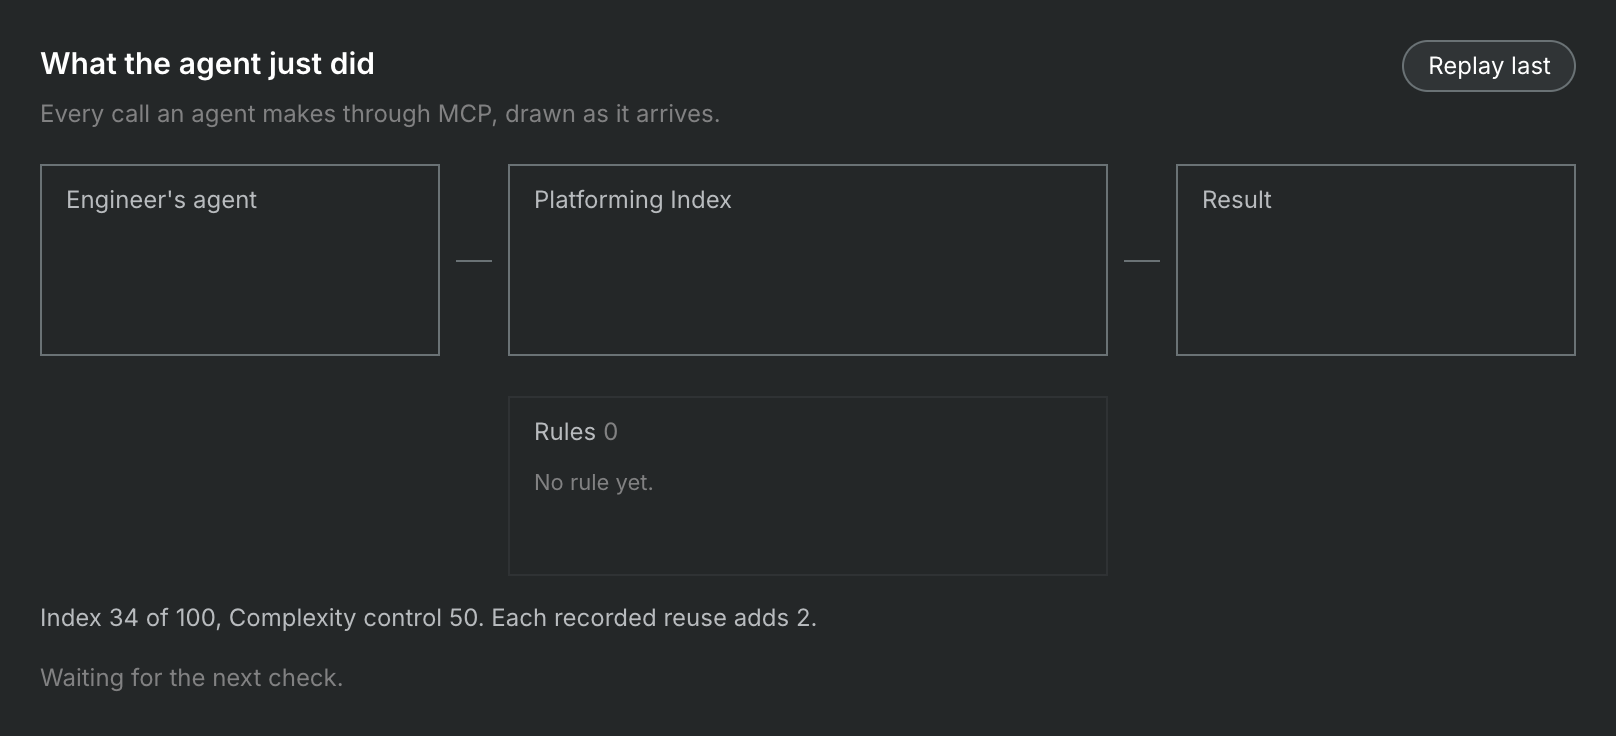 What the agent just did
Replay last
Every call an agent makes through MCP, drawn as it arrives.
Engineer's agent
Platforming Index
Result
Rules 0
No rule yet.
Index 34 of 100, Complexity control 50. Each recorded reuse adds 2.
Waiting for the next check.